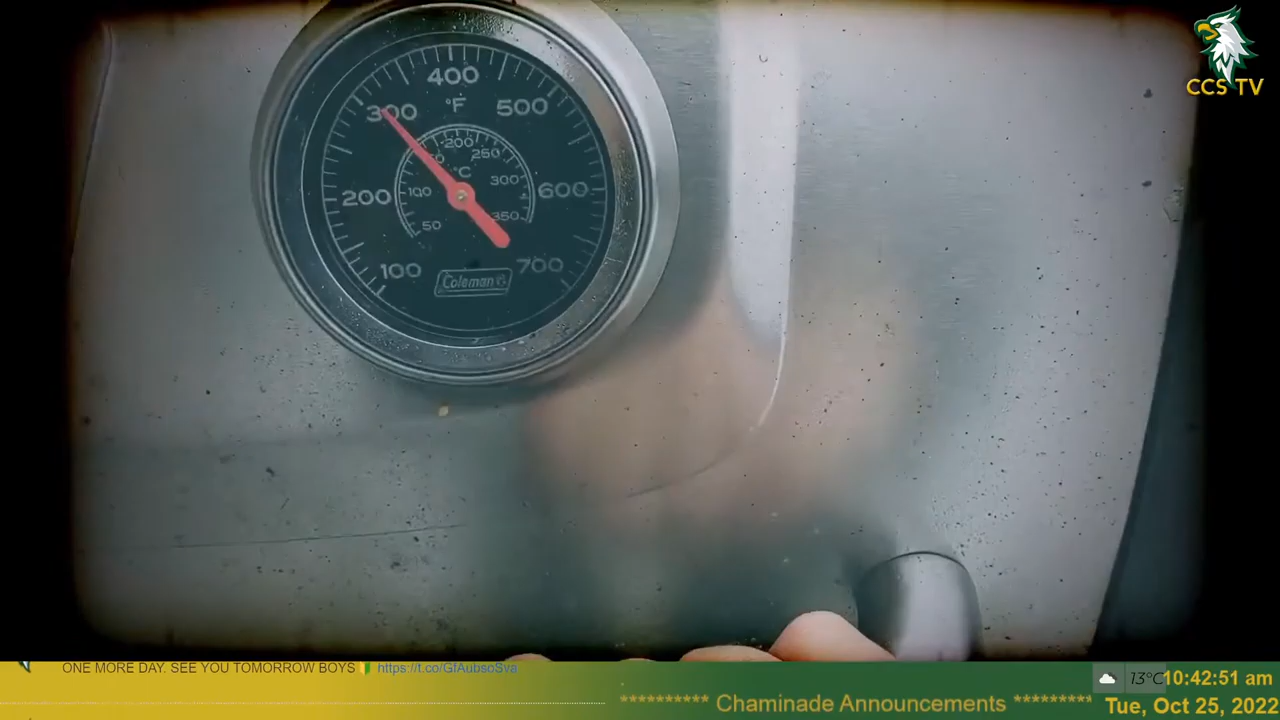 400
°F
300
500
200
250
°C
100
300
200
600
50
350
100
700
Coleman
CCS TV
ONE MORE DAY. SEE YOU TOMORROW BOYS https://t.co/GfAubsoSva
13°C
10:42:51 am
********** Chaminade Announcements **********
Tue, Oct 25, 2022